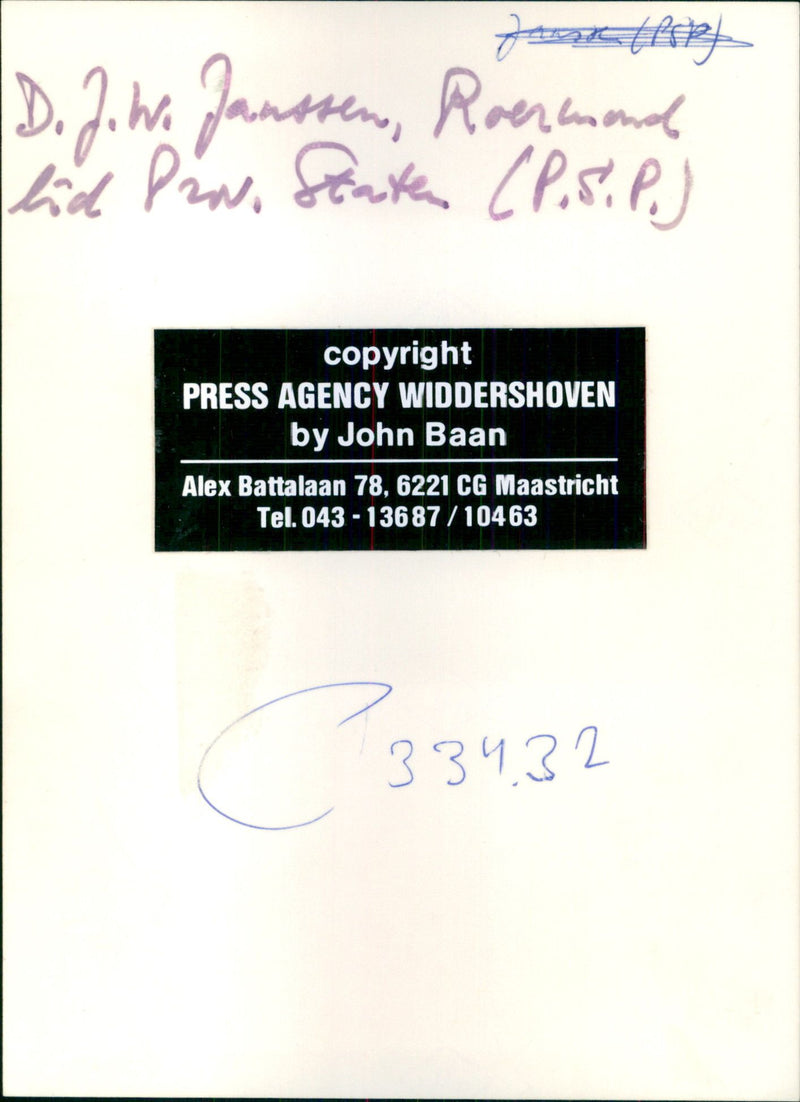 (PSP)
D.J.W. Janssen, Roermond
lid Prov. Staten (P.S.P.)
copyright
PRESS AGENCY WIDDERSHOVEN
by John Baan
Alex Battalaan 78, 6221 CG Maastricht
Tel. 043 - 13687 / 10463
C 334.32